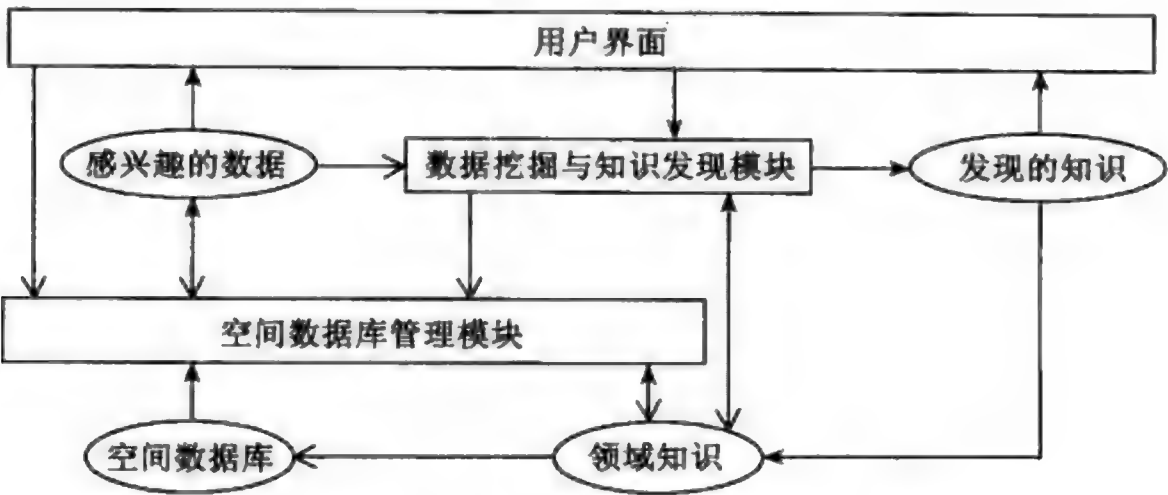 用户界面
感兴趣的数据
数据挖掘与知识发现模块
发现的知识
空间数据库管理模块
空间数据库
领域知识